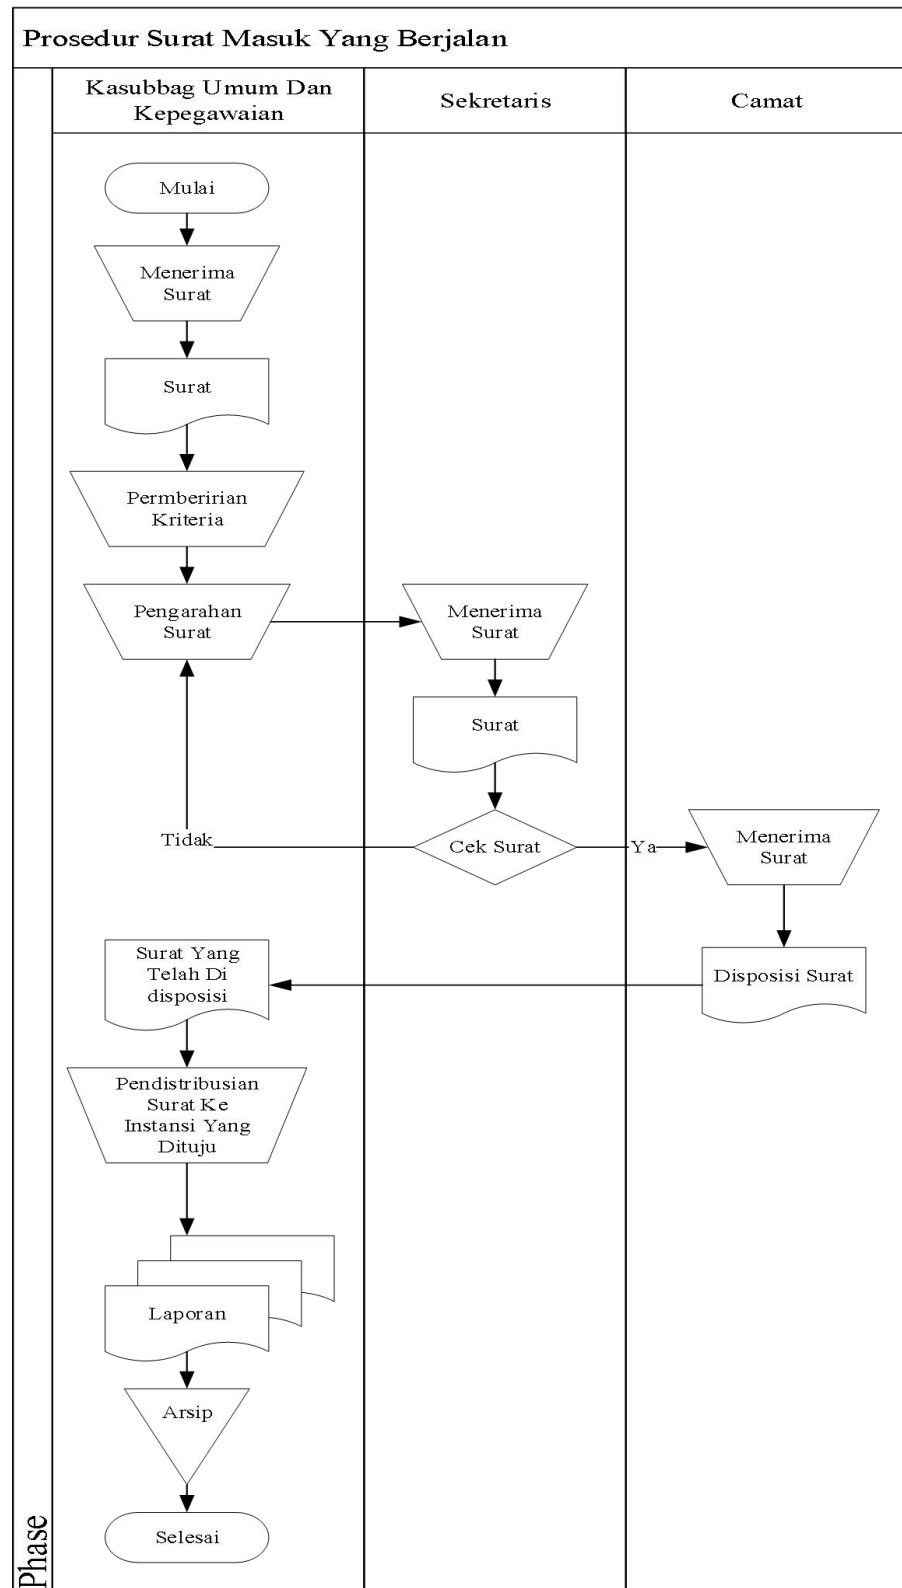 Prosedur Surat Masuk Yang Berjalan
Kasubbag Umum Dan
Kepegawaian
Sekretaris
Camat
Mulai
Menerima
Surat
Surat
Permberirian
Kriteria
Pengarahan
Surat
Menerima
Surat
Surat
Cek Surat
Tidak
Ya
Menerima
Surat
Disposisi Surat
Surat Yang
Telah Di
disposisi
Pendistribusian
Surat Ke
Instansi Yang
Dituju
Laporan
Arsip
Selesai
Phase